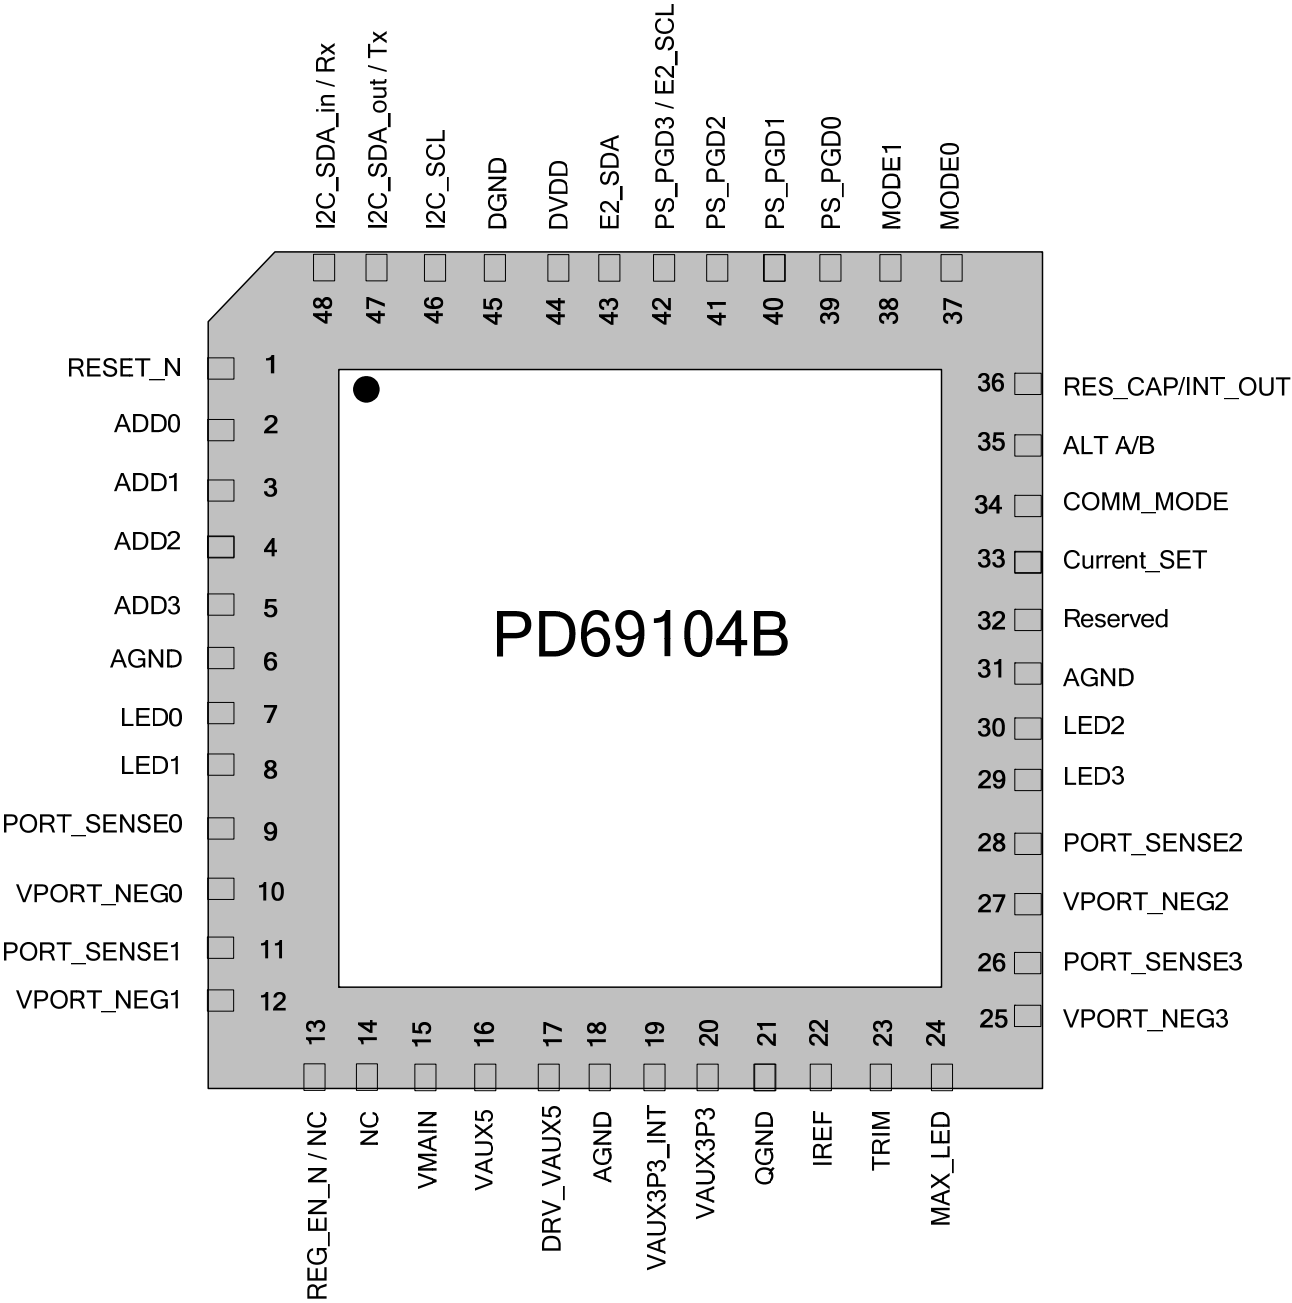 I2C_SDA_in / Rx
I2C_SDA_out / Tx
I2C_SCL
DGND
DVDD
E2_SDA
PS_PGD3 / E2_SCL
PS_PGD2
PS_PGD1
PS_PGD0
MODE1
MODE0
48
47
46
45
44
43
42
41
40
39
38
37
RESET_N 1
ADD0 2
ADD1 3
ADD2 4
ADD3 5
AGND 6
LED0 7
LED1 8
PORT_SENSE0 9
VPORT_NEG0 10
PORT_SENSE1 11
VPORT_NEG1 12
PD69104B
36 RES_CAP/INT_OUT
35 ALT A/B
34 COMM_MODE
33 Current_SET
32 Reserved
31 AGND
30 LED2
29 LED3
28 PORT_SENSE2
27 VPORT_NEG2
26 PORT_SENSE3
25 VPORT_NEG3
13
14
15
16
17
18
19
20
21
22
23
24
REG_EN_N / NC
NC
VMAIN
VAUX5
DRV_VAUX5
AGND
VAUX3P3_INT
VAUX3P3
QGND
IREF
TRIM
MAX_LED